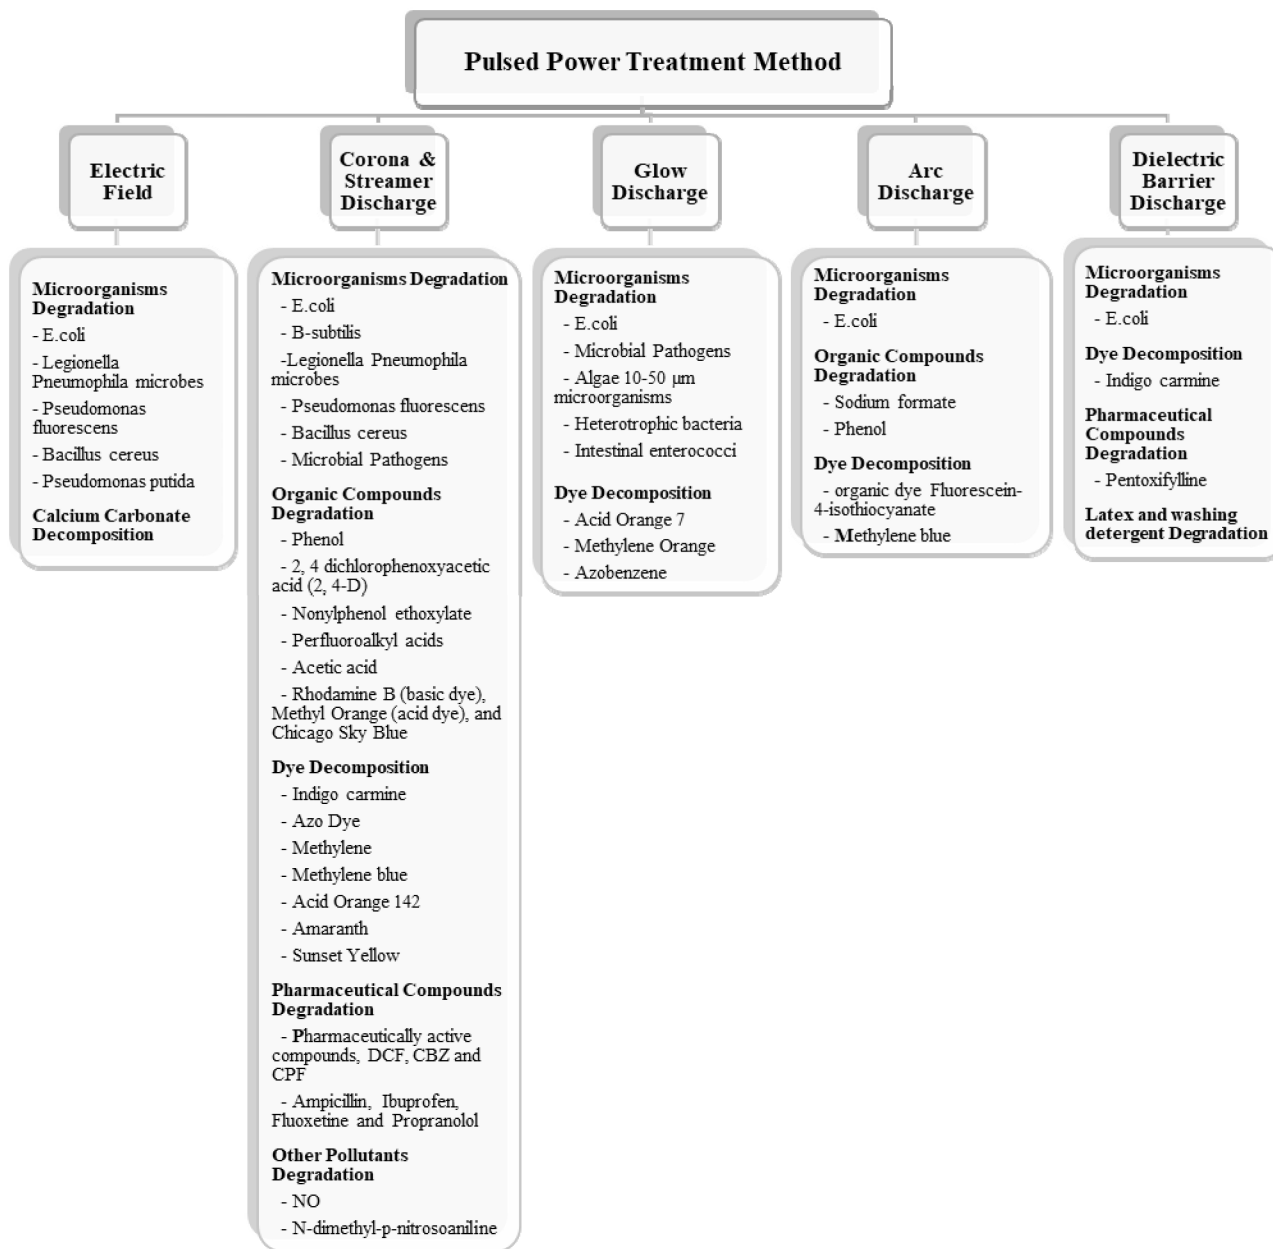 Pulsed Power Treatment Method
Electric
Field
Microorganisms
Degradation
- E.coli
- Legionella
Pneumophila microbes
- Pseudomonas
fluorescens
- Bacillus cereus
- Pseudomonas putida
Calcium Carbonate
Decomposition
Corona &
Streamer
Discharge
Microorganisms Degradation
- E.coli
- B-subtilis
-Legionella Pneumophila
microbes
- Pseudomonas fluorescens
- Bacillus cereus
- Microbial Pathogens
Organic Compounds
Degradation
- Phenol
- 2, 4 dichlorophenoxyacetic
acid (2, 4-D)
- Nonylphenol ethoxylate
- Perfluoroalkyl acids
- Acetic acid
- Rhodamine B (basic dye),
Methyl Orange (acid dye), and
Chicago Sky Blue
Dye Decomposition
- Indigo carmine
- Azo Dye
- Methylene
- Methylene blue
- Acid Orange 142
- Amaranth
- Sunset Yellow
Pharmaceutical Compounds
Degradation
- Pharmaceutically active
compounds, DCF, CBZ and
CPF
- Ampicillin, Ibuprofen,
Fluoxetine and Propranolol
Other Pollutants
Degradation
- NO
- N-dimethyl-p-nitrosoaniline
Glow
Discharge
Microorganisms
Degradation
- E.coli
- Microbial Pathogens
- Algae 10-50 μm
microorganisms
- Heterotrophic bacteria
- Intestinal enterococci
Dye Decomposition
- Acid Orange 7
- Methylene Orange
- Azobenzene
Arc
Discharge
Microorganisms
Degradation
- E.coli
Organic Compounds
Degradation
- Sodium formate
- Phenol
Dye Decomposition
- organic dye Fluorescein-
4-isothiocyanate
- Methylene blue
Dielectric
Barrier
Discharge
Microorganisms
Degradation
- E.coli
Dye Decomposition
- Indigo carmine
Pharmaceutical
Compounds
Degradation
- Pentoxifylline
Latex and washing
detergent Degradation